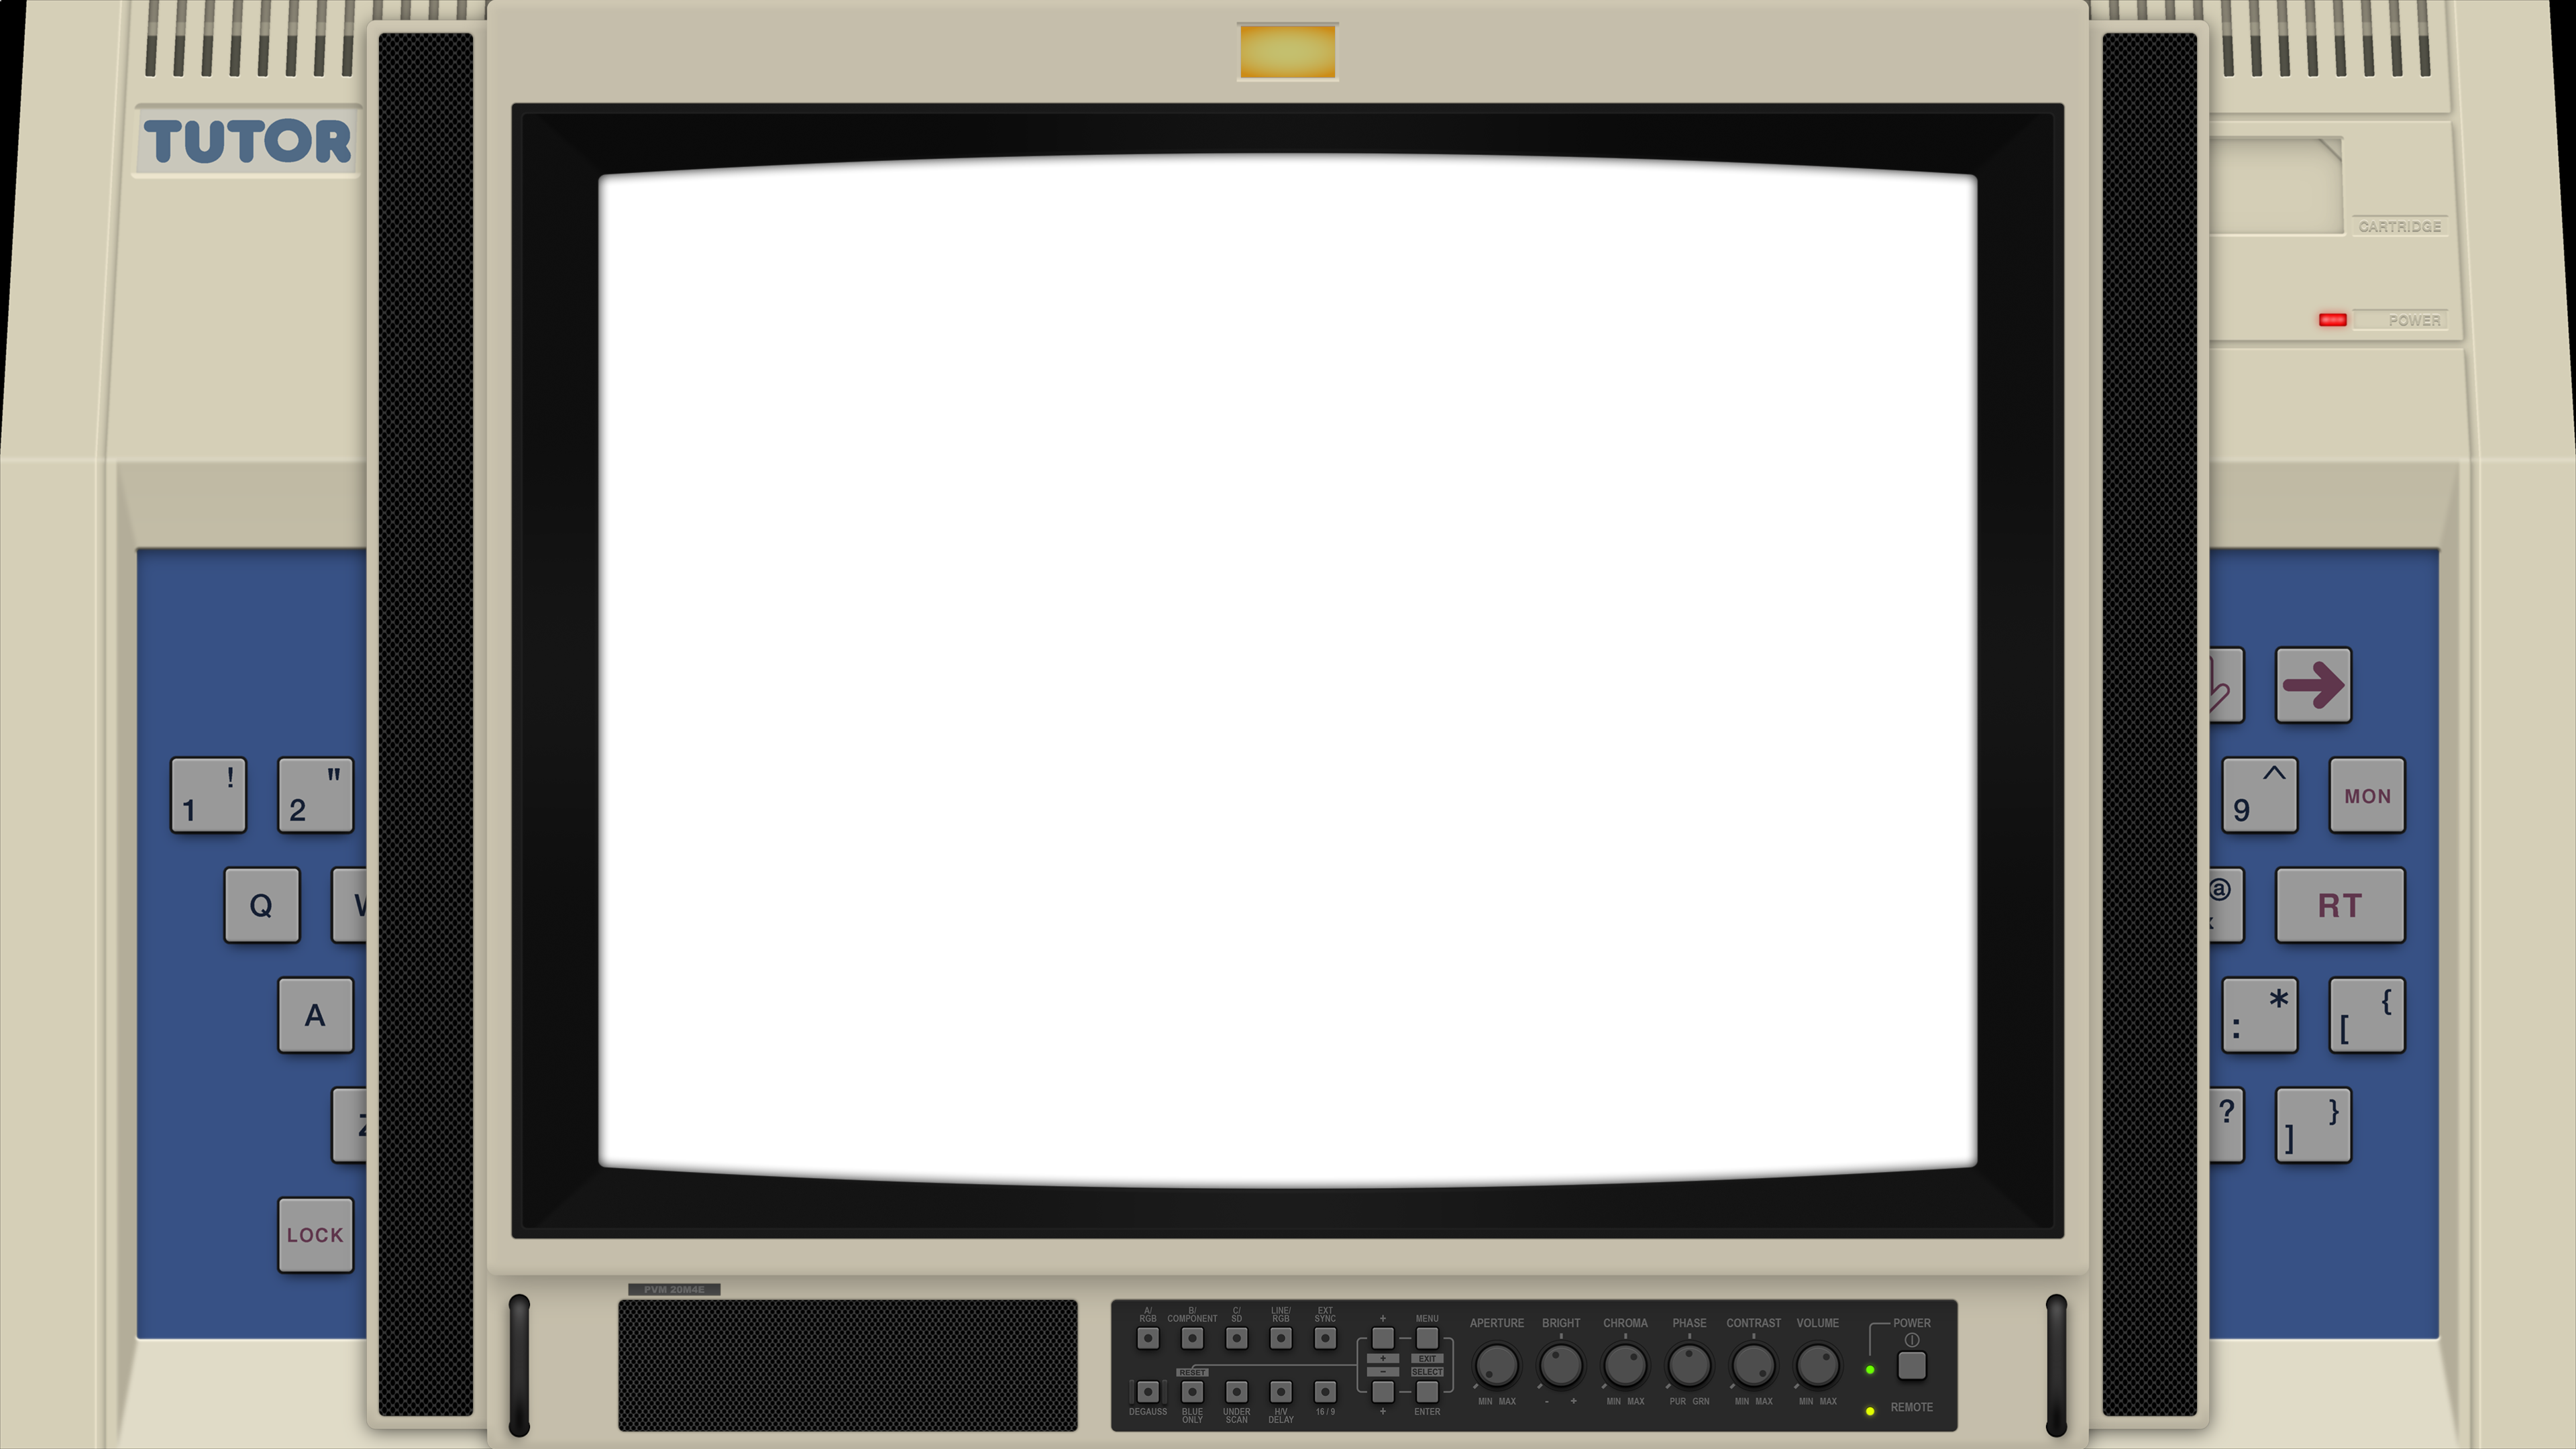 TUTOR
CARTRIDGE
POWER
! 1
" 2
^ 9
MON
Q
@
RT
A
* :
{ [
Z
?
} ]
LOCK
PVM 20M4E
A/ RGB
B/ COMPONENT
C/ SD
LINE/ RGB
EXT SYNC
+
MENU
+
EXIT
RESET
−
SELECT
DEGAUSS
BLUE ONLY
UNDER SCAN
H/V DELAY
16 / 9
+
ENTER
APERTURE
BRIGHT
CHROMA
PHASE
CONTRAST
VOLUME
MIN MAX
- +
MIN MAX
PUR GRN
MIN MAX
MIN MAX
POWER
REMOTE